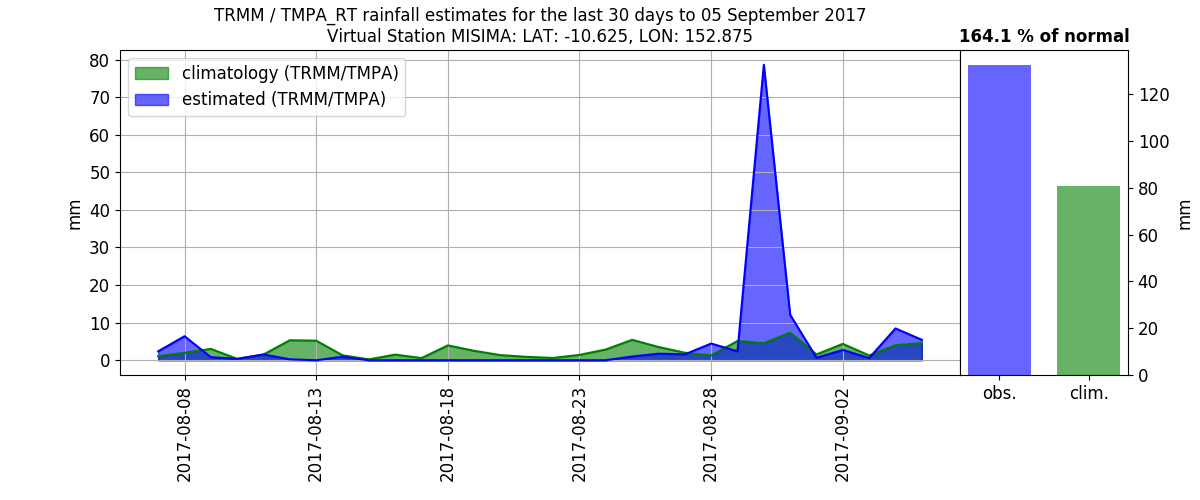 TRMM / TMPA_RT rainfall estimates for the last 30 days to 05 September 2017
Virtual Station MISIMA: LAT: -10.625, LON: 152.875
164.1 % of normal
climatology (TRMM/TMPA)
estimated (TRMM/TMPA)
mm
80
70
60
50
40
30
20
10
0
2017-08-08
2017-08-13
2017-08-18
2017-08-23
2017-08-28
2017-09-02
120
100
80
60
40
20
0
mm
obs.
clim.